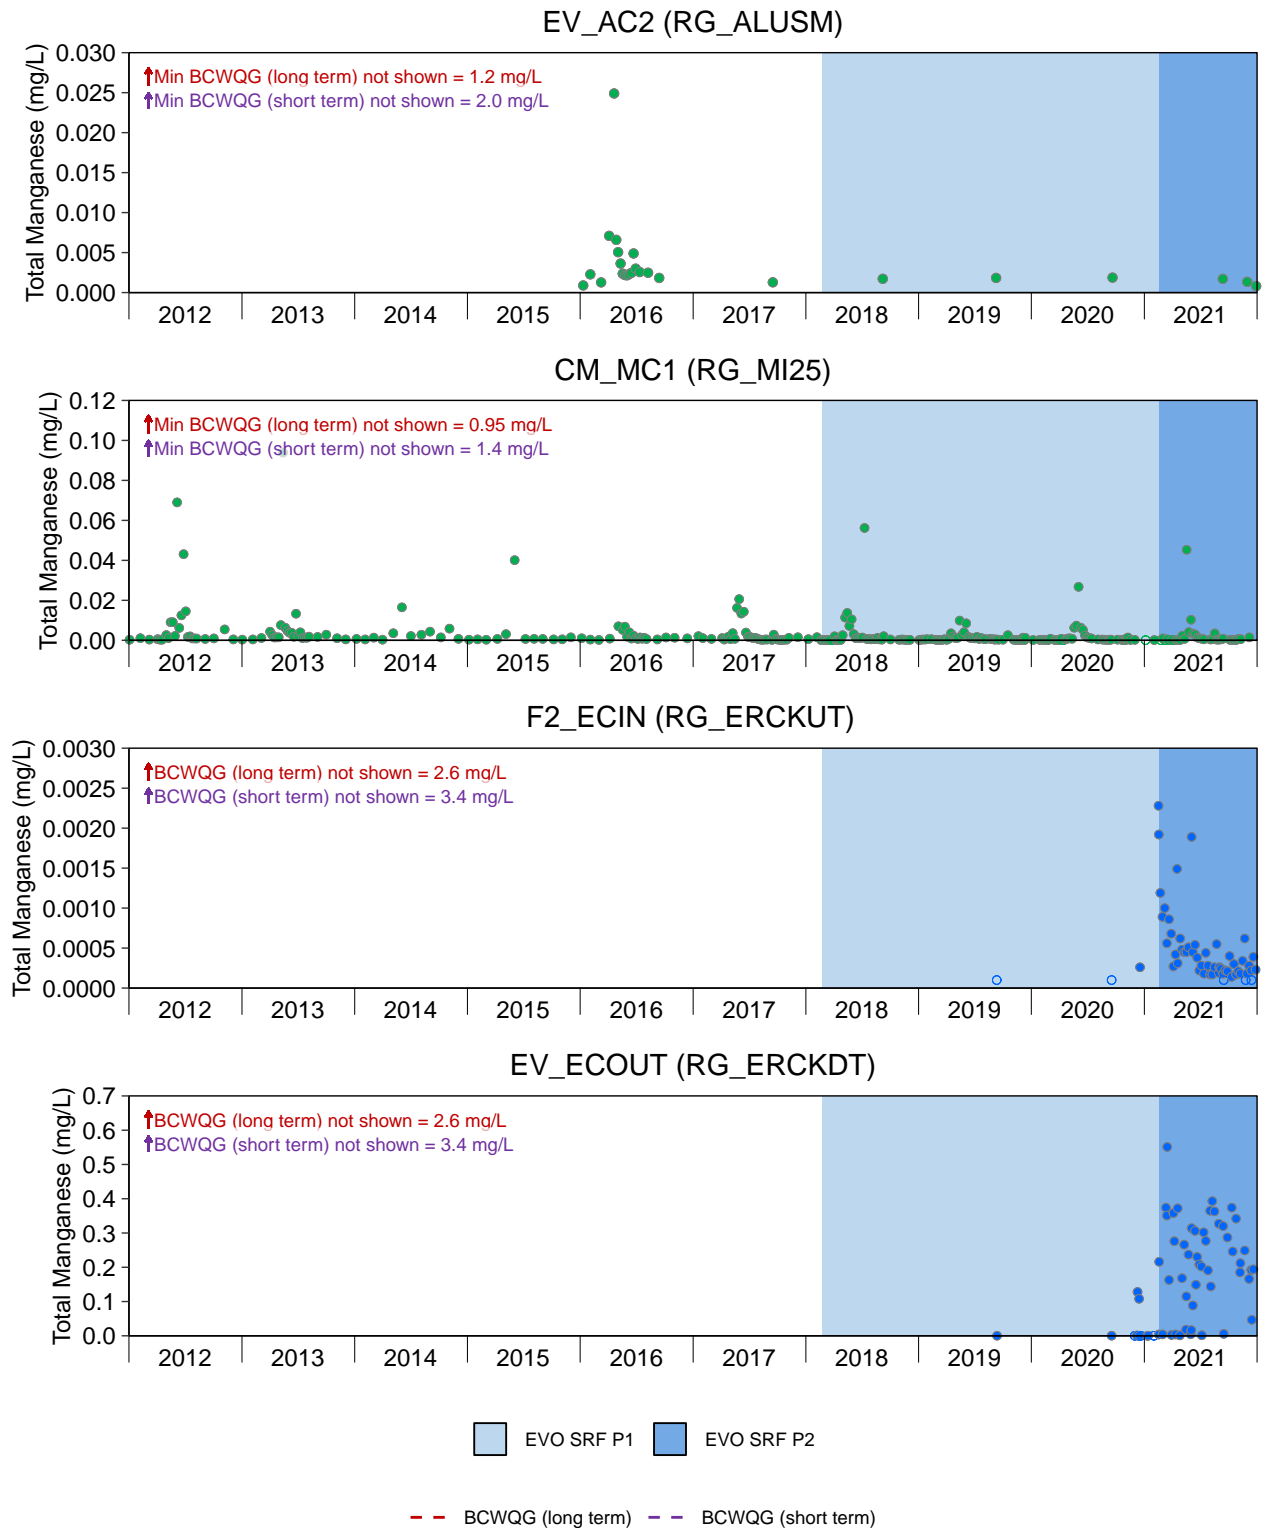 EV_AC2 (RG_ALUSM)
Total Manganese (mg/L)
0.030
0.025
0.020
0.015
0.010
0.005
0.000
Min BCWQG (long term) not shown = 1.2 mg/L
Min BCWQG (short term) not shown = 2.0 mg/L
2012 2013 2014 2015 2016 2017 2018 2019 2020 2021
CM_MC1 (RG_MI25)
Total Manganese (mg/L)
0.12
0.10
0.08
0.06
0.04
0.02
0.00
Min BCWQG (long term) not shown = 0.95 mg/L
Min BCWQG (short term) not shown = 1.4 mg/L
2012 2013 2014 2015 2016 2017 2018 2019 2020 2021
F2_ECIN (RG_ERCKUT)
Total Manganese (mg/L)
0.0030
0.0025
0.0020
0.0015
0.0010
0.0005
0.0000
BCWQG (long term) not shown = 2.6 mg/L
BCWQG (short term) not shown = 3.4 mg/L
2012 2013 2014 2015 2016 2017 2018 2019 2020 2021
EV_ECOUT (RG_ERCKDT)
Total Manganese (mg/L)
0.7
0.6
0.5
0.4
0.3
0.2
0.1
0.0
BCWQG (long term) not shown = 2.6 mg/L
BCWQG (short term) not shown = 3.4 mg/L
2012 2013 2014 2015 2016 2017 2018 2019 2020 2021
EVO SRF P1 EVO SRF P2
BCWQG (long term) BCWQG (short term)